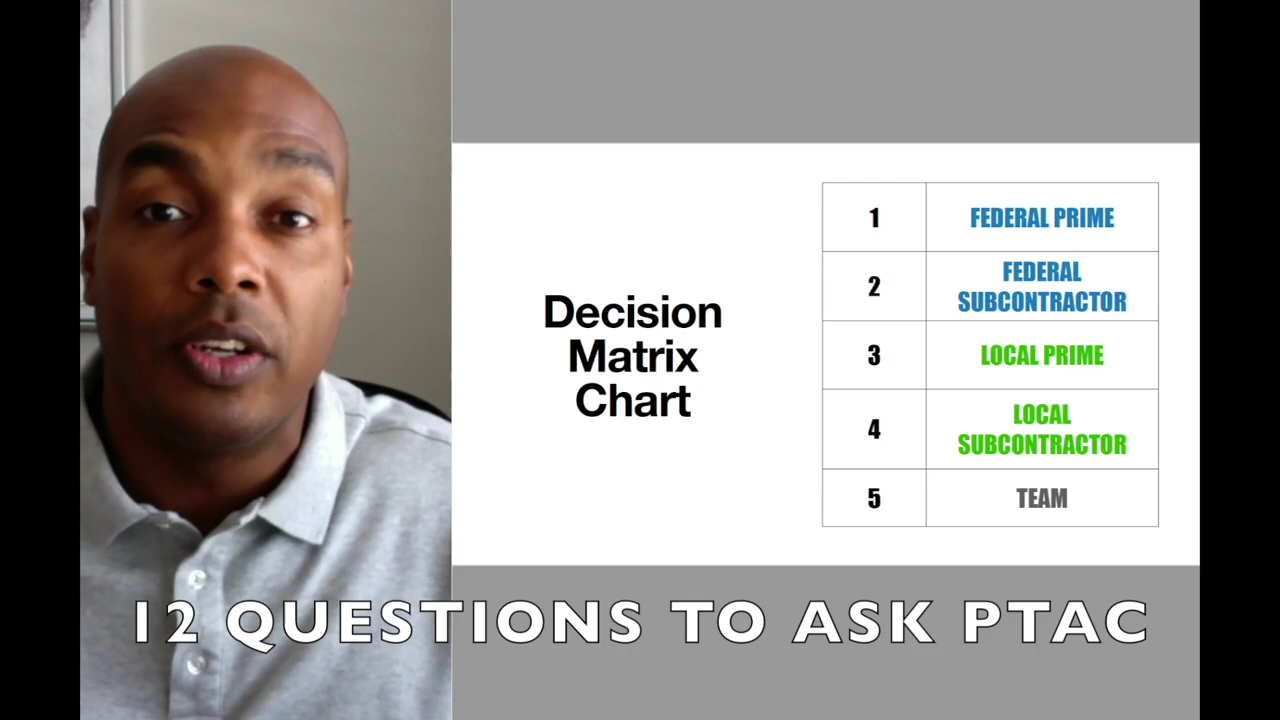 Decision
Matrix
Chart
1 FEDERAL PRIME
2 FEDERAL
SUBCONTRACTOR
3 LOCAL PRIME
4 LOCAL
SUBCONTRACTOR
5 TEAM
12 QUESTIONS TO ASK PTAC